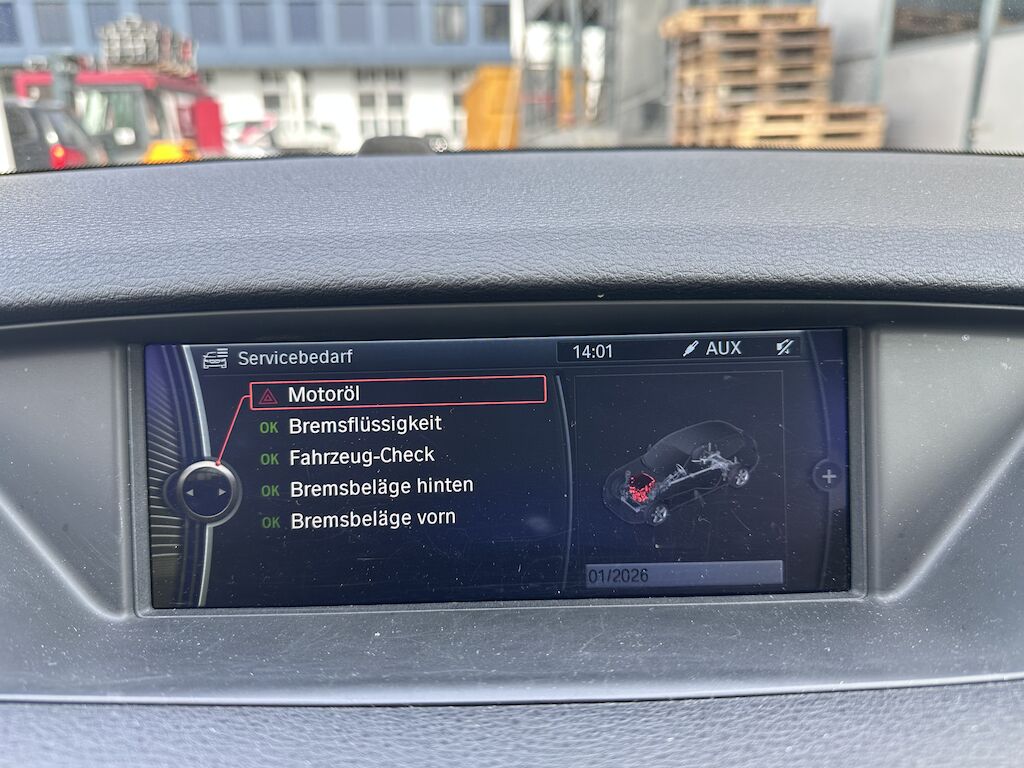 Servicebedarf
14:01
AUX
Motoröl
OK Bremsflüssigkeit
OK Fahrzeug-Check
OK Bremsbeläge hinten
OK Bremsbeläge vorn
+
01/2026